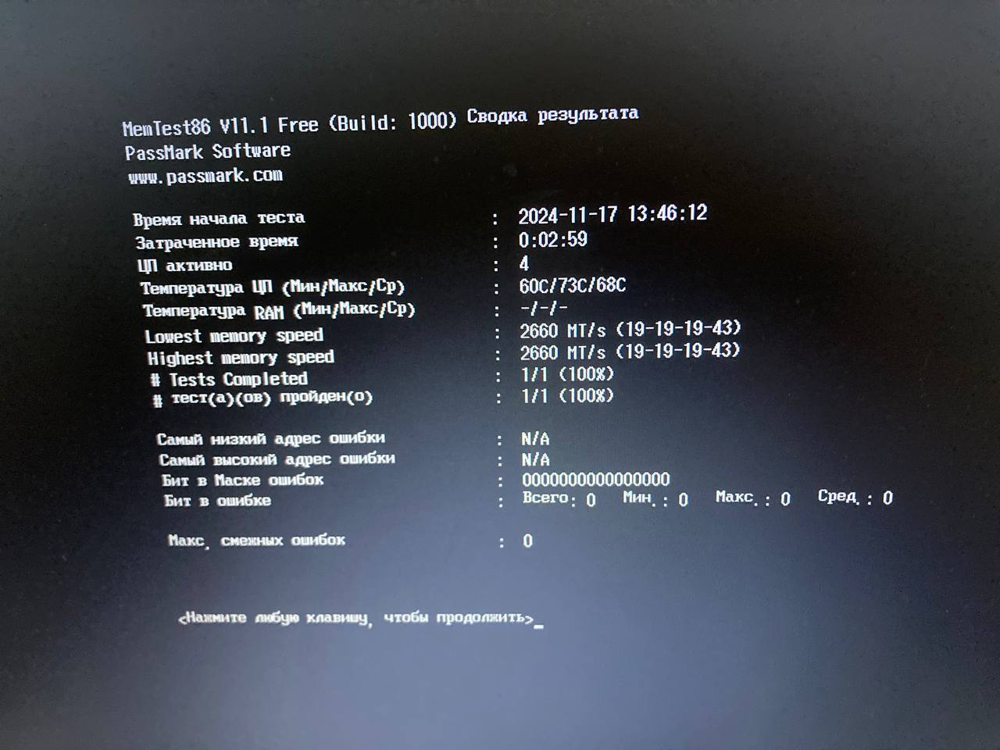 MemTest86 V11.1 Free (Build: 1000) Сводка результата
PassMark Software
www.passmark.com
Время начала теста : 2024-11-17 13:46:12
Затраченное время : 0:02:59
ЦП активно : 4
Температура ЦП (Мин/Макс/Ср) : 60C/73C/68C
Температура RAM (Мин/Макс/Ср) : -/-/-
Lowest memory speed : 2660 MT/s (19-19-19-43)
Highest memory speed : 2660 MT/s (19-19-19-43)
# Tests Completed : 1/1 (100%)
# тест(а)(ов) пройден(о) : 1/1 (100%)
Самый низкий адрес ошибки : N/A
Самый высокий адрес ошибки : N/A
Бит в Маске ошибок : 0000000000000000
Бит в ошибке : Всего: 0 Мин.: 0 Макс.: 0 Сред.: 0
Макс. смежных ошибок : 0
<Нажмите любую клавишу, чтобы продолжить>_